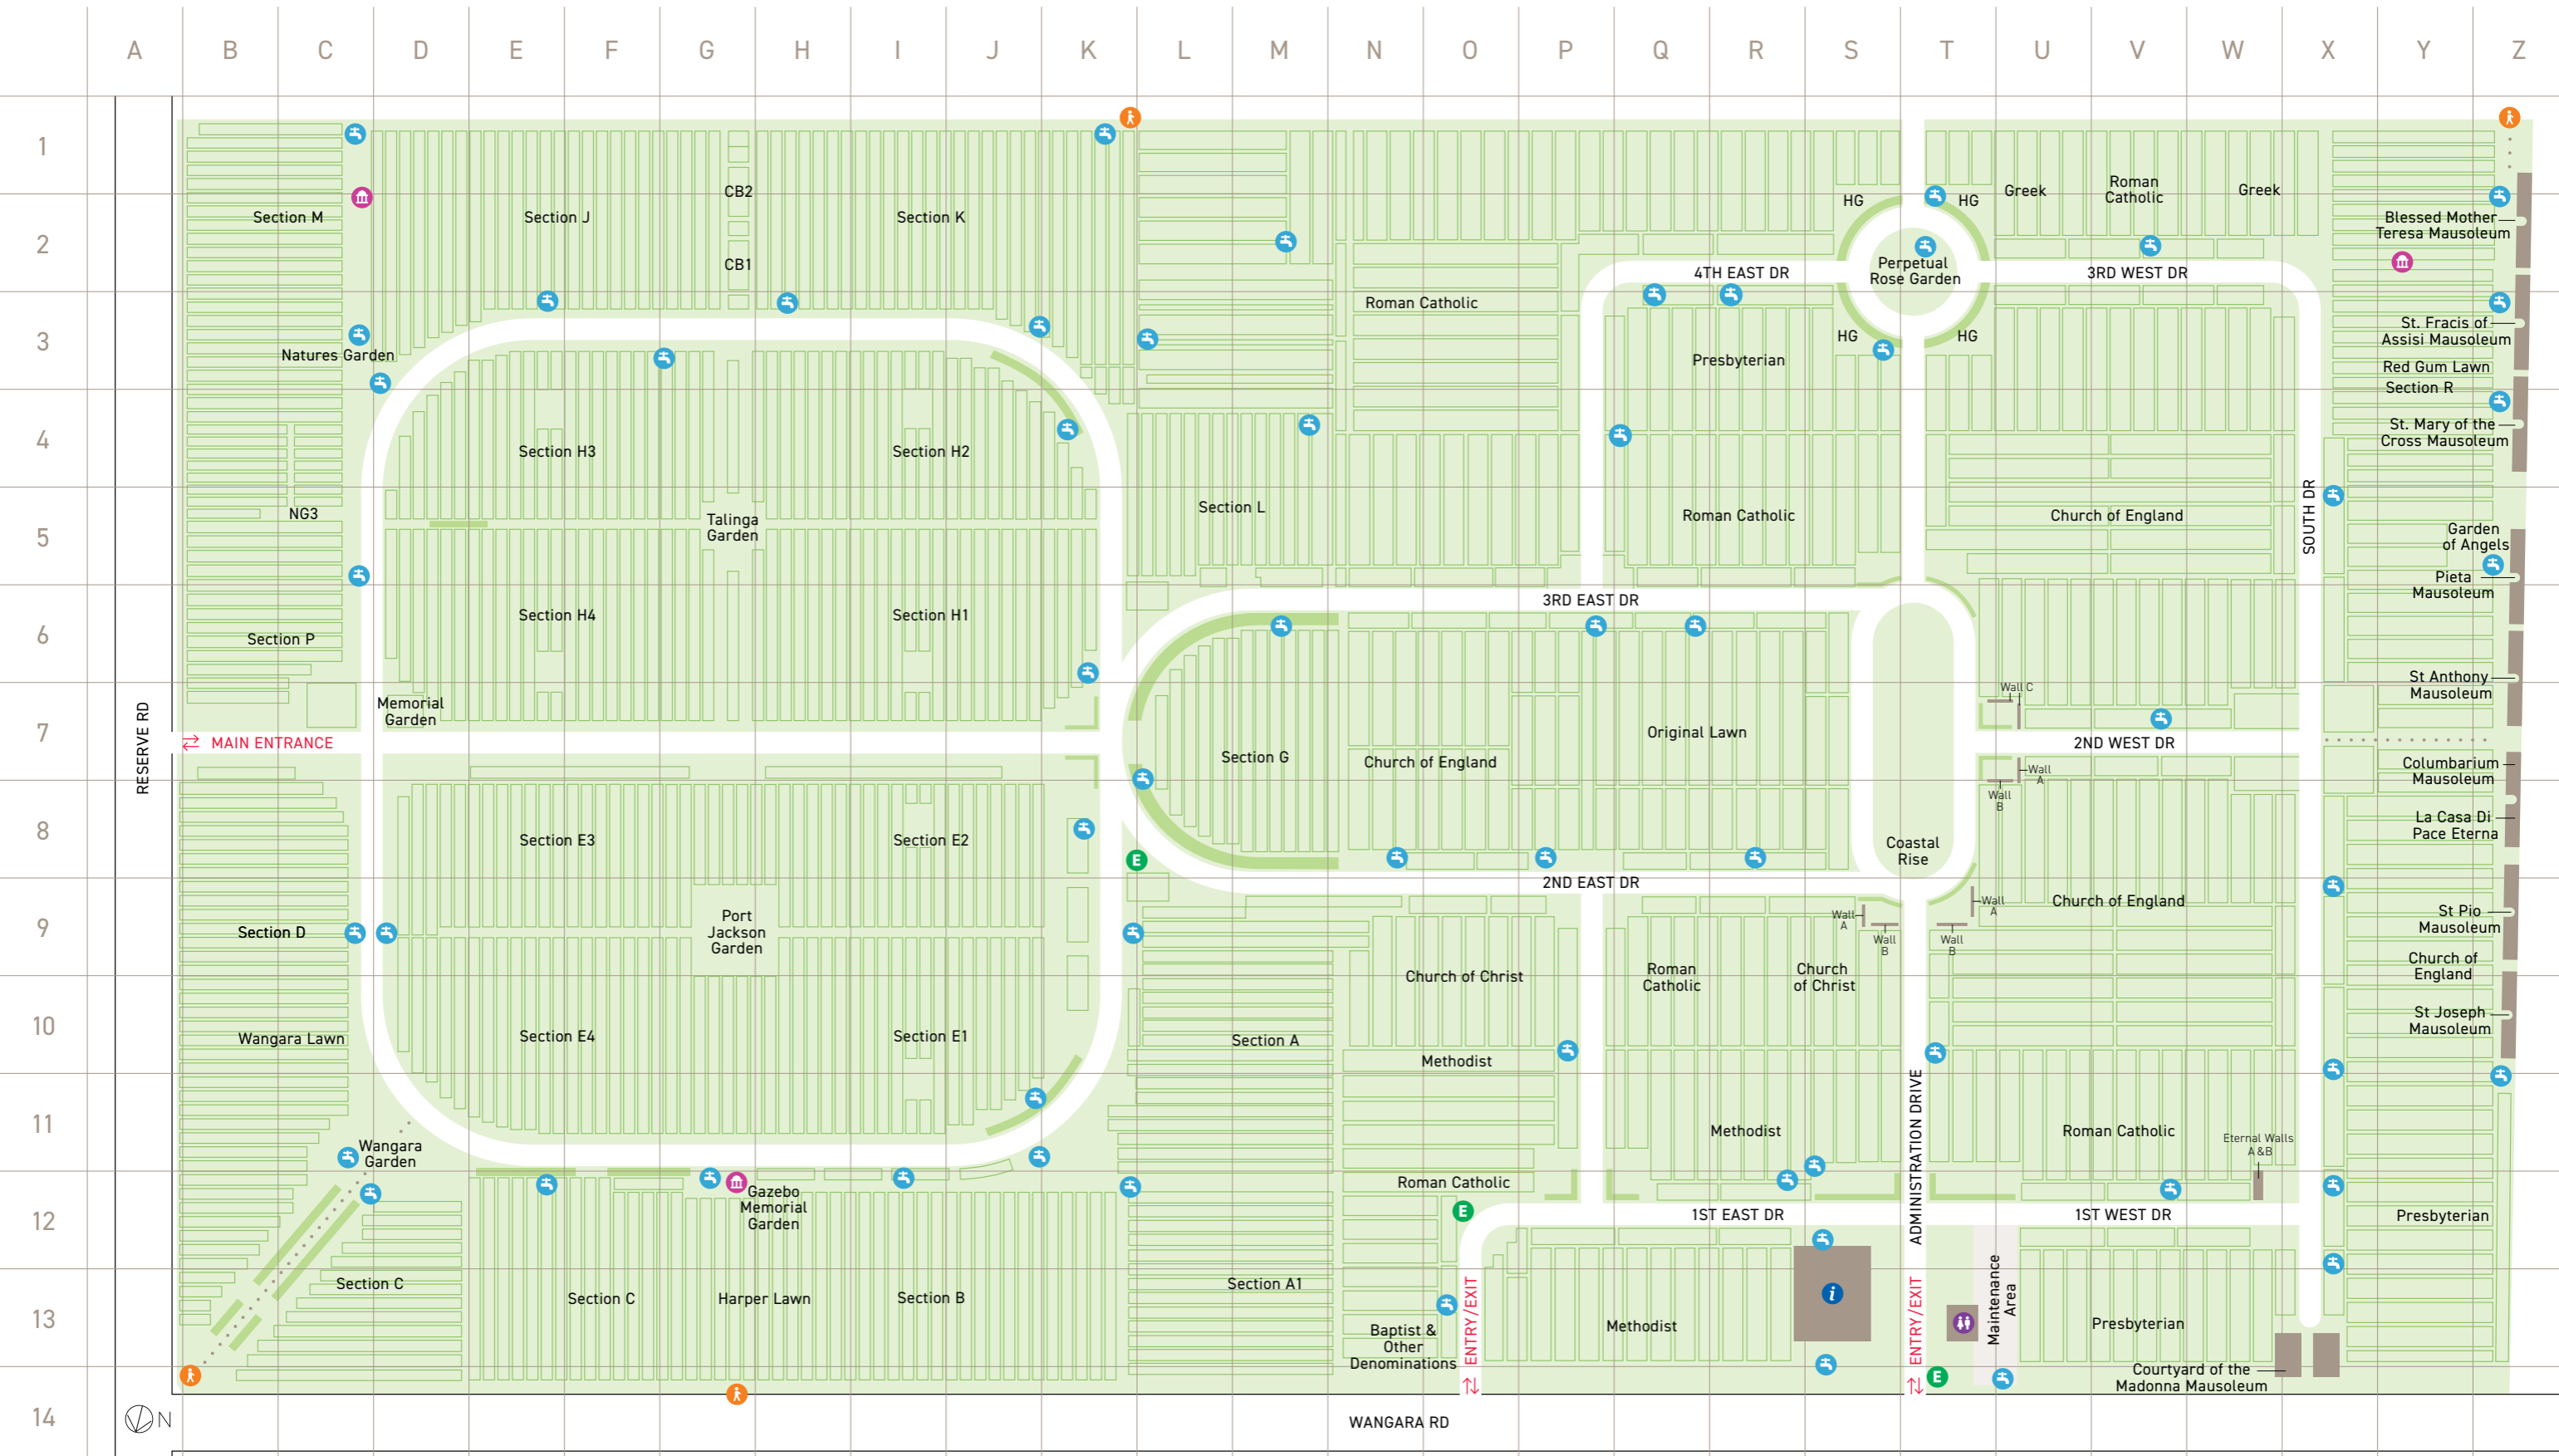 A B C D E F G H I J K L M N O P Q R S T U V W X Y Z
1
2
3
4
5
6
7
8
9
10
11
12
13
14
CB2
Section M
Section J
Section K
CB1
HG
HG
Greek
Roman
Catholic
Greek
Blessed Mother
Teresa Mausoleum
Perpetual
Rose Garden
4TH EAST DR
3RD WEST DR
Roman Catholic
HG
HG
St. Fracis of
Assisi Mausoleum
Natures Garden
Presbyterian
Red Gum Lawn
Section R
Section H3
Section H2
St. Mary of the
Cross Mausoleum
NG3
Talinga
Garden
Section L
Roman Catholic
Church of England
SOUTH DR
Garden
of Angels
Pieta
Mausoleum
3RD EAST DR
Section H4
Section H1
Section P
St Anthony
Mausoleum
Wall C
Memorial
Garden
RESERVE RD
MAIN ENTRANCE
Original Lawn
2ND WEST DR
Section G
Church of England
Wall
A
Wall
B
Columbarium
Mausoleum
La Casa Di
Pace Eterna
Section E3
Section E2
E
Coastal
Rise
2ND EAST DR
Section D
Port
Jackson
Garden
Wall
A
Wall
B
Wall
A
Wall
B
Church of England
St Pio
Mausoleum
Church of
England
Church of Christ
Roman
Catholic
Church
of Christ
St Joseph
Mausoleum
Wangara Lawn
Section E4
Section E1
Section A
Methodist
ADMINISTRATION DRIVE
Wangara
Garden
Methodist
Roman Catholic
Eternal Walls
A &B
Roman Catholic
Gazebo
Memorial
Garden
E
1ST EAST DR
1ST WEST DR
Presbyterian
Section C
Section C
Harper Lawn
Section B
Section A1
i
Baptist &
Other
Denominations
ENTRY/EXIT
Methodist
ENTRY/EXIT
Maintenance
Area
Presbyterian
E
Courtyard of the
Madonna Mausoleum
N
WANGARA RD